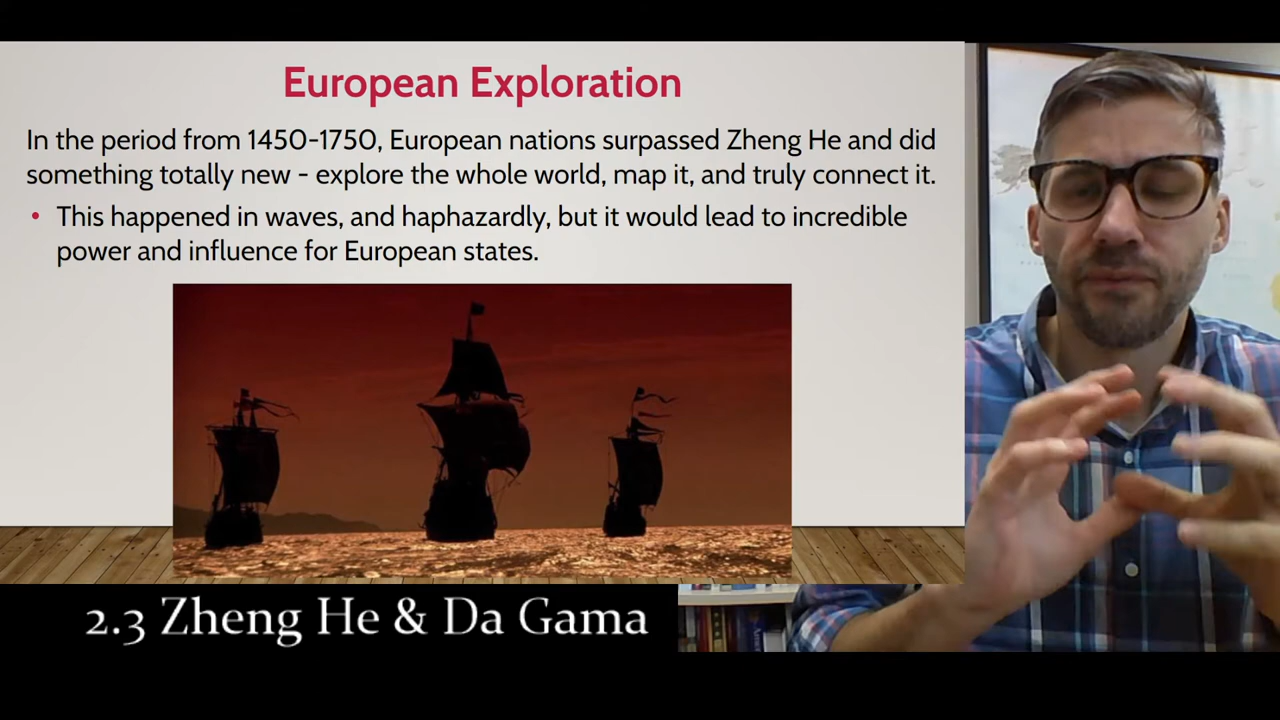 European Exploration
In the period from 1450-1750, European nations surpassed Zheng He and did
something totally new - explore the whole world, map it, and truly connect it.
• This happened in waves, and haphazardly, but it would lead to incredible
power and influence for European states.
2.3 Zheng He & Da Gama